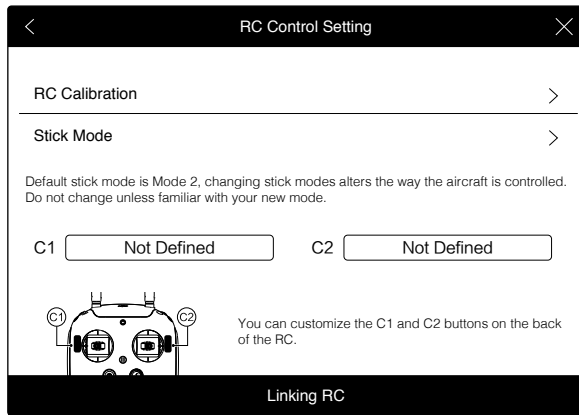 RC Control Setting
RC Calibration
Stick Mode
Default stick mode is Mode 2, changing stick modes alters the way the aircraft is controlled.
Do not change unless familiar with your new mode.
C1 Not Defined C2 Not Defined
C1 C2
You can customize the C1 and C2 buttons on the back
of the RC.
Linking RC